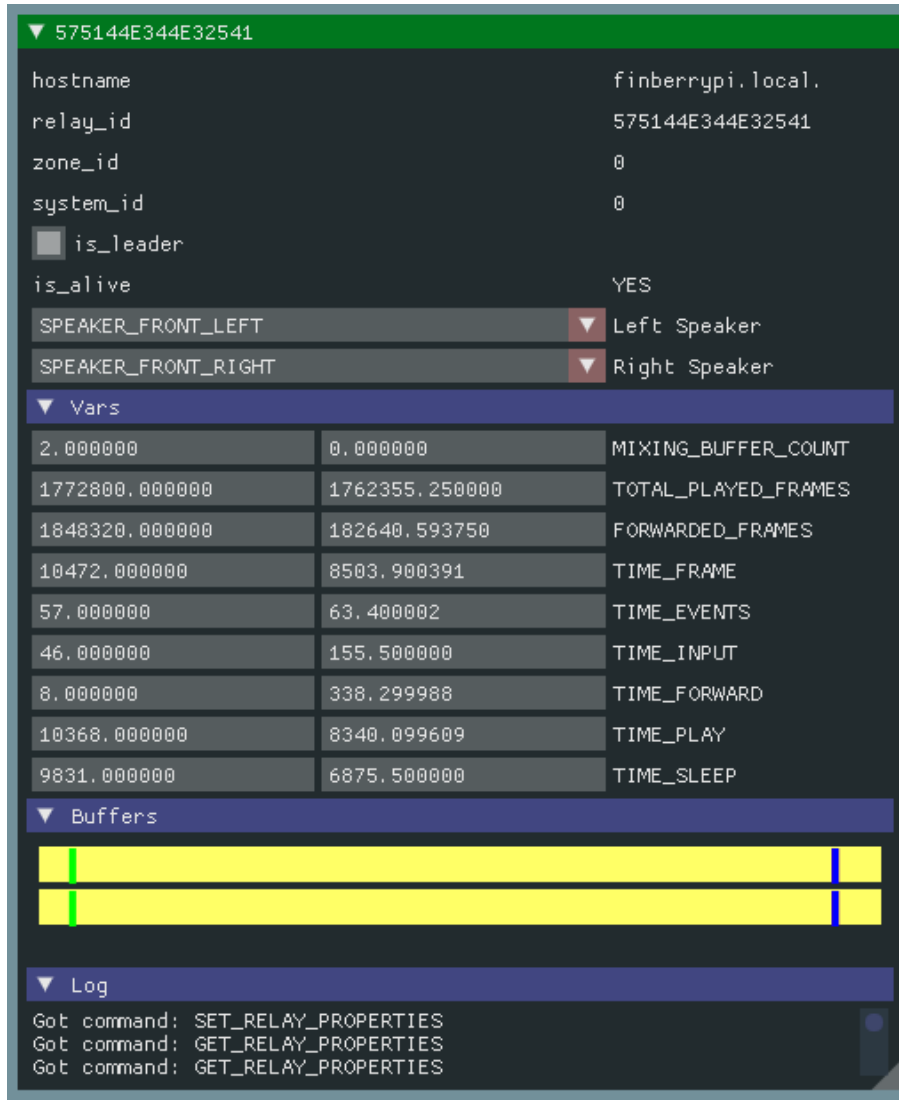 575144E344E32541
hostname finberrypi.local.
relay_id 575144E344E32541
zone_id 0
system_id 0
is_leader
is_alive YES
SPEAKER_FRONT_LEFT Left Speaker
SPEAKER_FRONT_RIGHT Right Speaker
Vars
2.000000 0.000000 MIXING_BUFFER_COUNT
1772800.000000 1762355.250000 TOTAL_PLAYED_FRAMES
1848320.000000 182640.593750 FORWARDED_FRAMES
10472.000000 8503.900391 TIME_FRAME
57.000000 63.400002 TIME_EVENTS
46.000000 155.500000 TIME_INPUT
8.000000 338.299988 TIME_FORWARD
10368.000000 8340.099609 TIME_PLAY
9831.000000 6875.500000 TIME_SLEEP
Buffers
Log
Got command: SET_RELAY_PROPERTIES
Got command: GET_RELAY_PROPERTIES
Got command: GET_RELAY_PROPERTIES